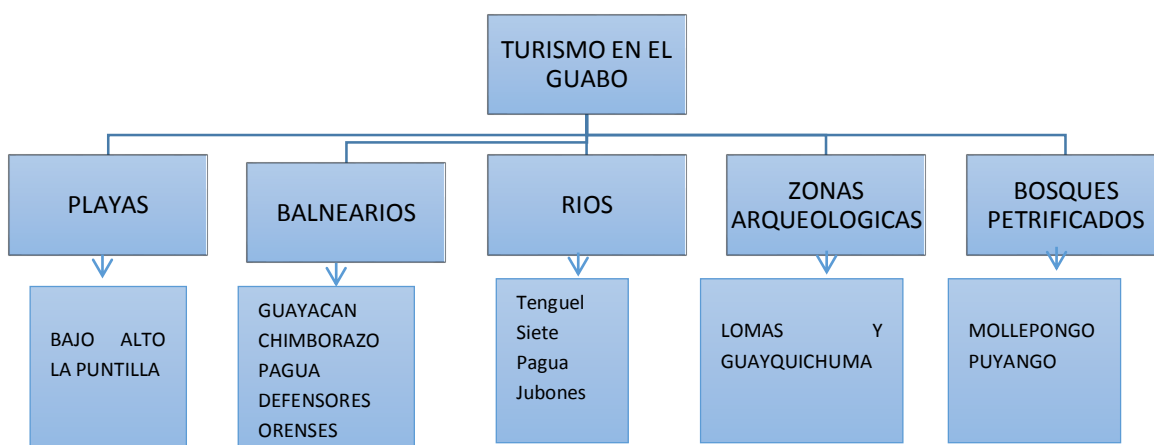 TURISMO EN EL
GUABO
PLAYAS
BALNEARIOS
RIOS
ZONAS
ARQUEOLOGICAS
BOSQUES
PETRIFICADOS
BAJO ALTO
LA PUNTILLA
GUAYACAN
CHIMBORAZO
PAGUA
DEFENSORES
ORENSES
Tenguel
Siete
Pagua
Jubones
LOMAS Y
GUAYQUICHUMA
MOLLEPONGO
PUYANGO